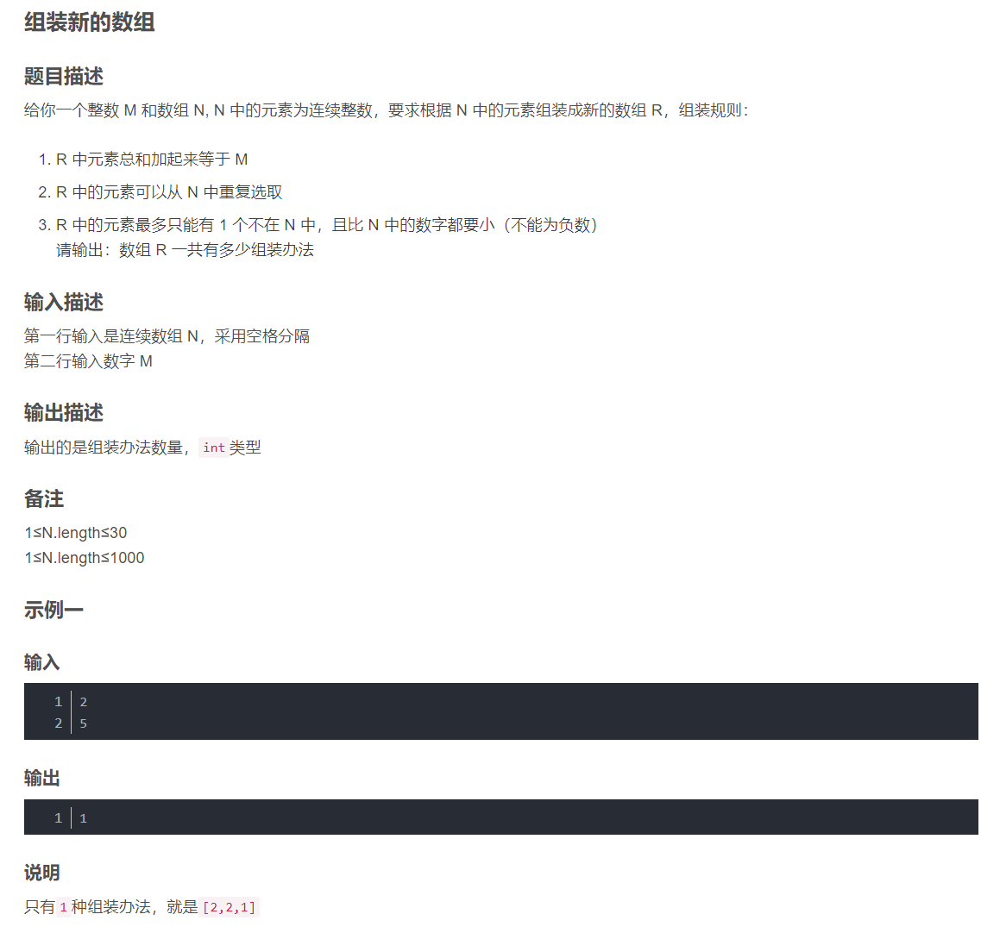 组装新的数组
题目描述
给你一个整数 M 和数组 N, N 中的元素为连续整数，要求根据 N 中的元素组装成新的数组 R，组装规则：
1. R 中元素总和加起来等于 M
2. R 中的元素可以从 N 中重复选取
3. R 中的元素最多只能有 1 个不在 N 中，且比 N 中的数字都要小（不能为负数）
请输出：数组 R 一共有多少组装办法
输入描述
第一行输入是连续数组 N，采用空格分隔
第二行输入数字 M
输出描述
输出的是组装办法数量，int类型
备注
1≤N.length≤30
1≤N.length≤1000
示例一
输入
1 2
2 5
输出
1 1
说明
只有1种组装办法，就是[2,2,1]